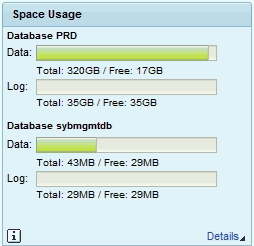 Space Usage
Database PRD
Data:
Total: 320GB / Free: 17GB
Log:
Total: 35GB / Free: 35GB
Database sybmgmtdb
Data:
Total: 43MB / Free: 29MB
Log:
Total: 29MB / Free: 29MB
i Details